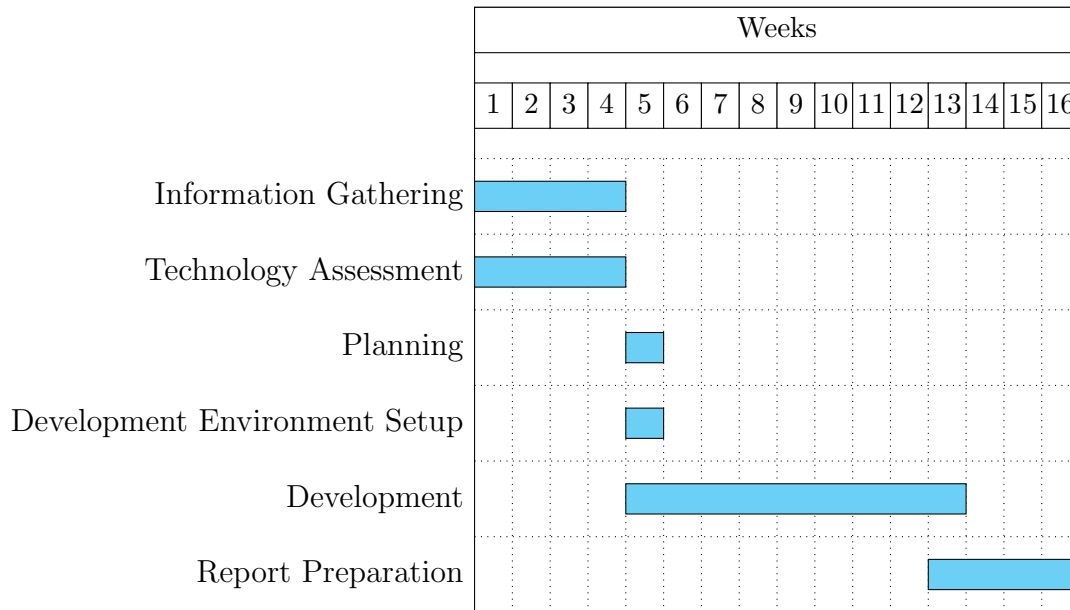 Weeks
1 2 3 4 5 6 7 8 9 10 11 12 13 14 15 16
Information Gathering
Technology Assessment
Planning
Development Environment Setup
Development
Report Preparation